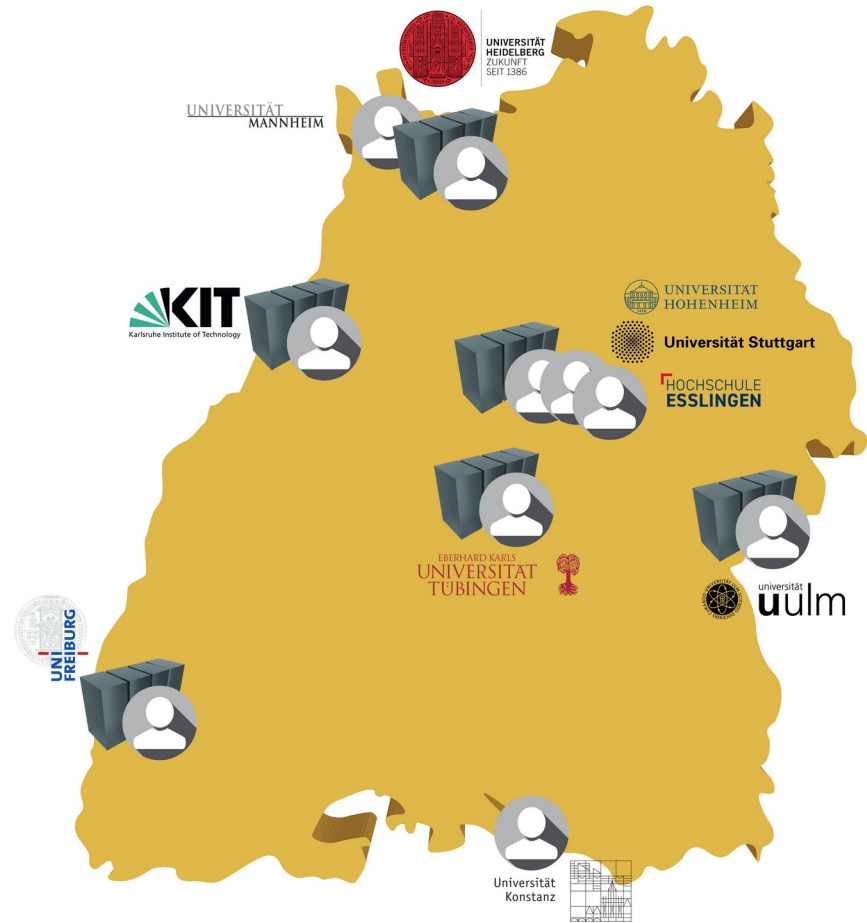 UNIVERSITÄT
HEIDELBERG
ZUKUNFT
SEIT 1386
UNIVERSITÄT
MANNHEIM
KIT
Karlsruhe Institute of Technology
UNIVERSITÄT
HOHENHEIM
Universität Stuttgart
HOCHSCHULE
ESSLINGEN
EBERHARD KARLS
UNIVERSITÄT
TÜBINGEN
universität
uulm
UNI
FREIBURG
Universität
Konstanz